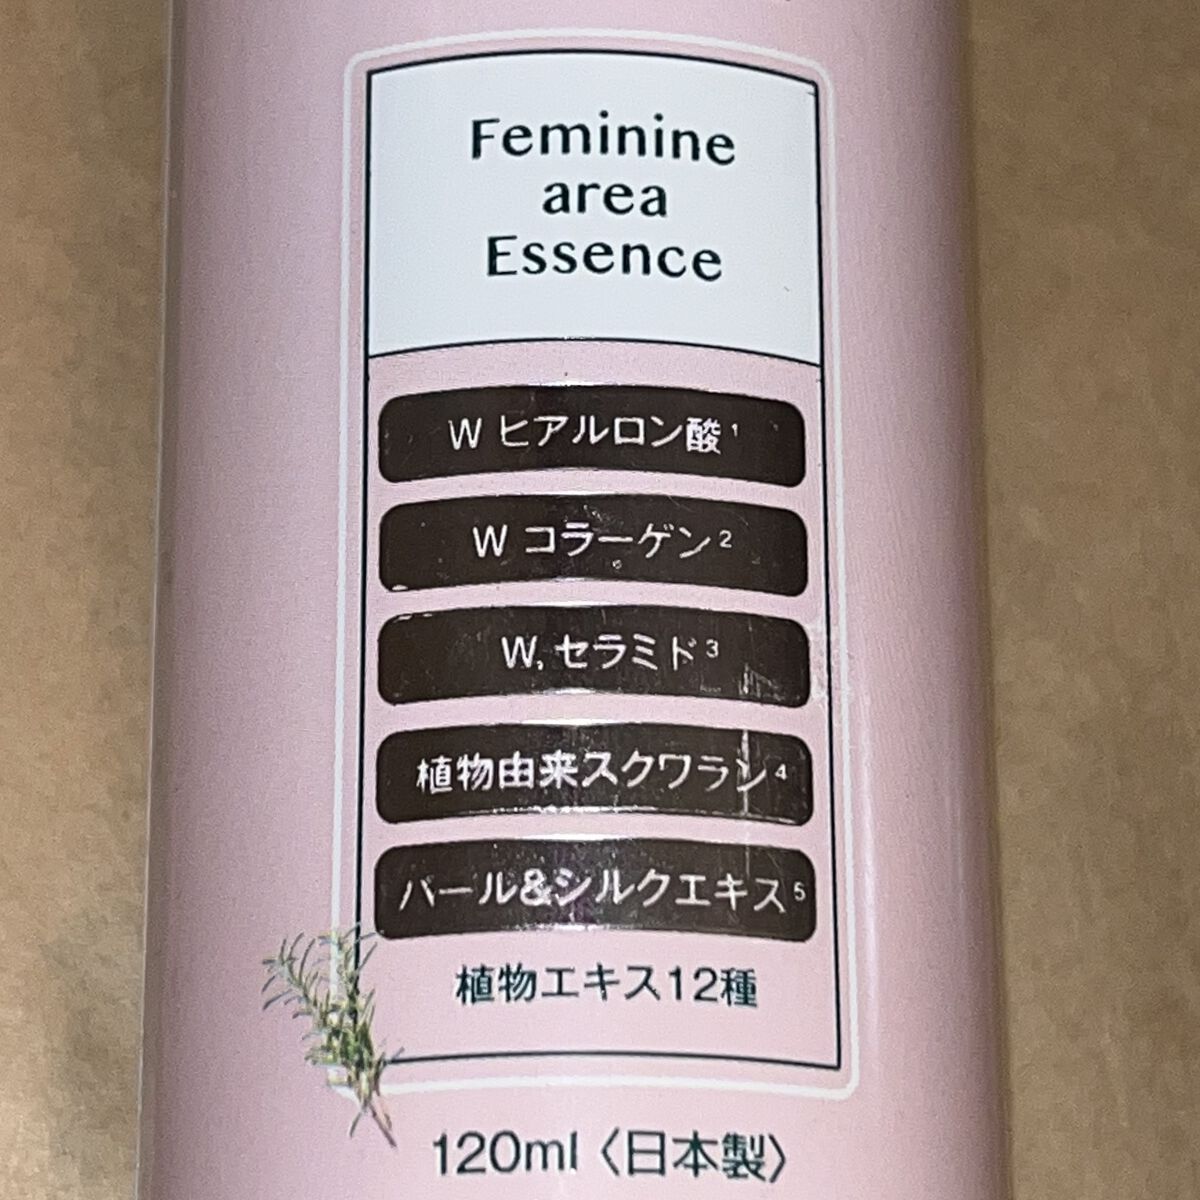 Feminine
area
Essence
W ヒアルロン酸1
W コラーゲン2
W セラミド3
植物由来スクワラン4
パール&シルクエキス5
植物エキス12種
120ml〈日本製〉